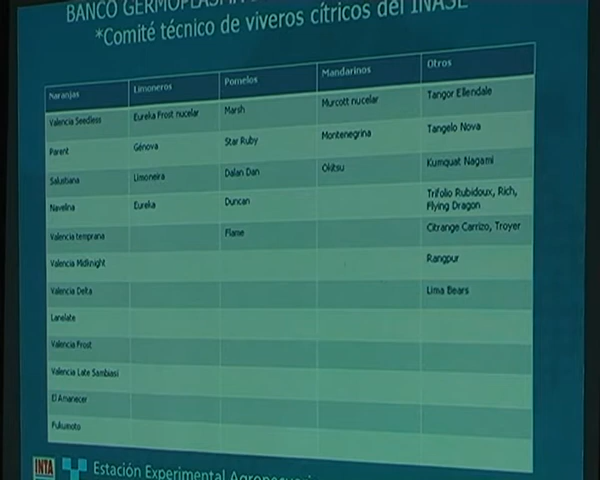 BANCO GERMOPLASMA
*Comité técnico de viveros cítricos del INASE
Naranjas Limoneros Pomelos Mandarinos Otros
Valencia Seedless Eureka Frost nucelar Marsh Murcott nucelar Tangor Ellendale
Parent Génova Star Ruby Montenegrina Tangelo Nova
Salustiana Limoneira Dalan Dan Okitsu Kumquat Nagami
Navelina Eureka Duncan Trifolio Rubidoux, Rich,
Flying Dragon
Valencia temprana Flame Citrange Carrizo, Troyer
Valencia Midknight Rangpur
Valencia Delta Lima Bears
Lanelate
Valencia Frost
Valencia Late Sambiasi
El Amanecer
Fukumoto
INTA Estación Experimental